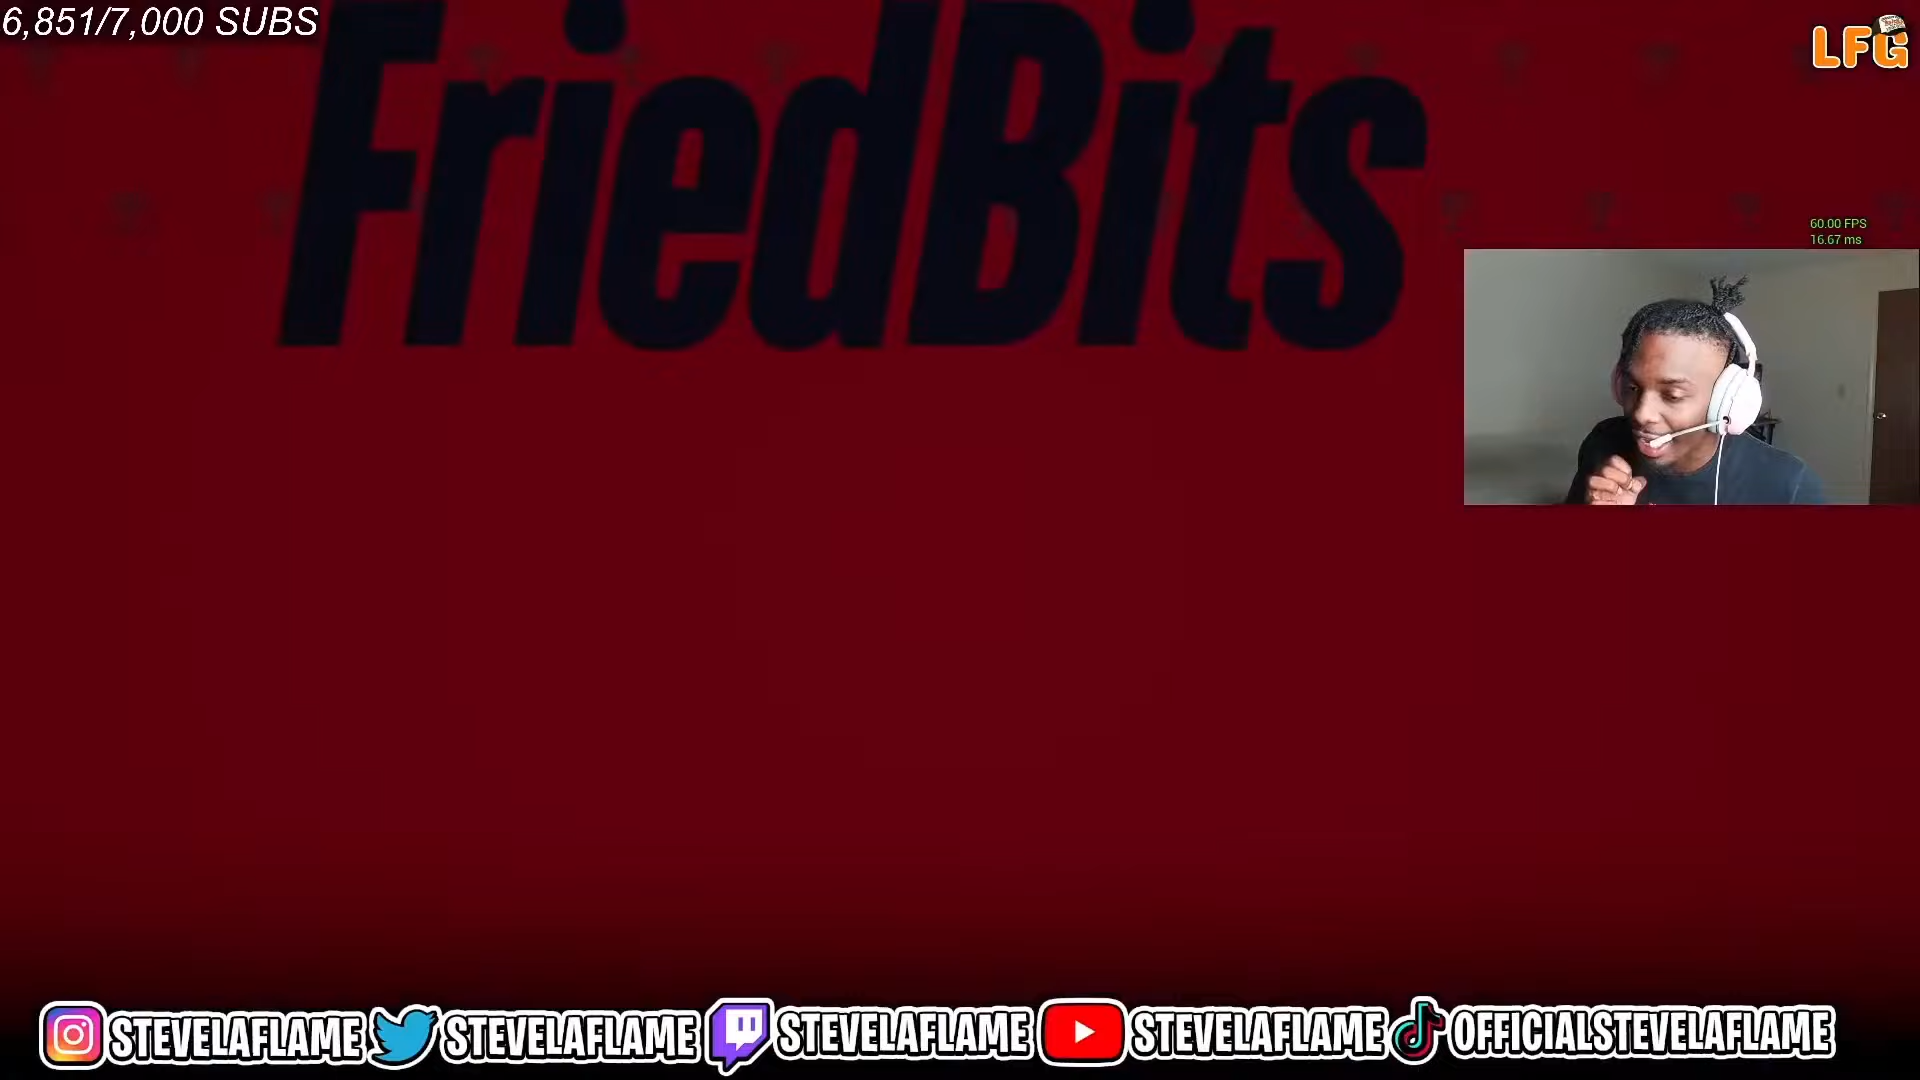 6,851/7,000 SUBS
LFG
FriedBits
60.00 FPS
16.67 ms
STEVELAFLAME STEVELAFLAME STEVELAFLAME STEVELAFLAME OFFICIALSTEVELAFLAME